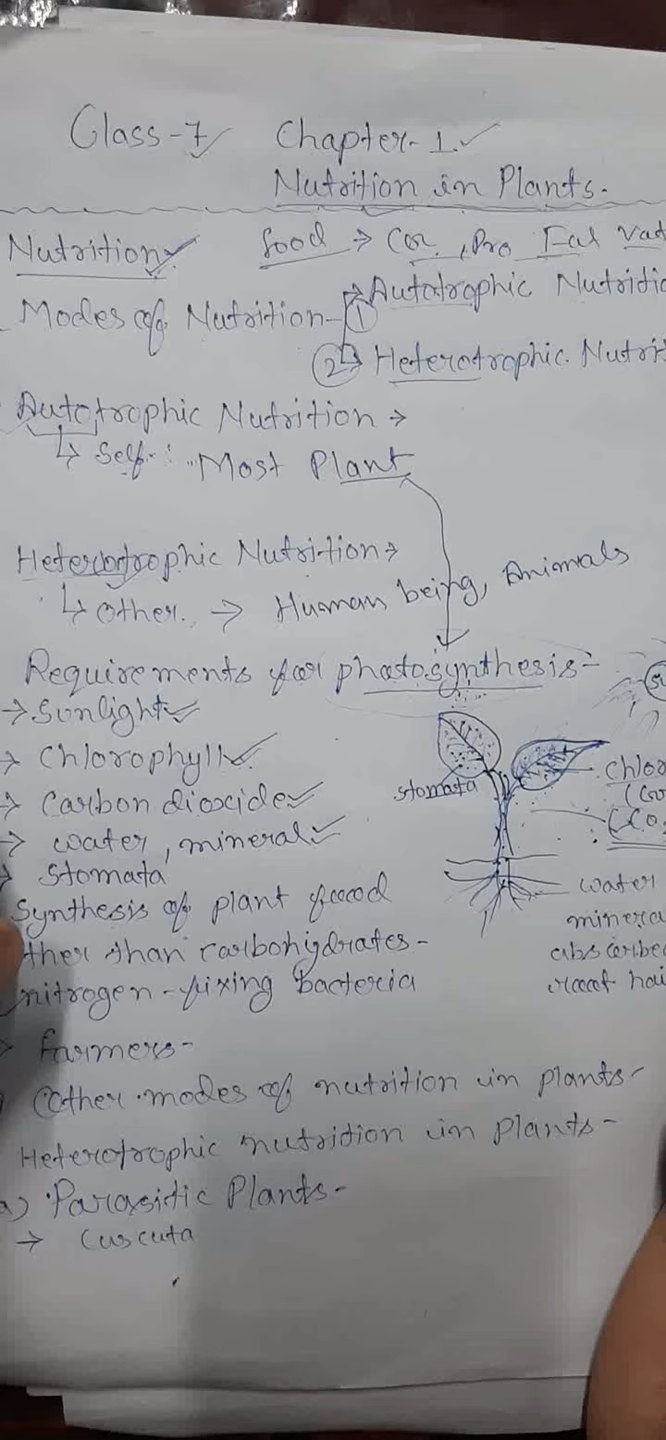 Class-7 Chapter-1.
Nutrition in Plants.
Nutrition food → Car, Pro Fat
Modes of Nutrition- ① Autotrophic Nutritio
② Heterotrophic Nutri
Autotrophic Nutrition →
↳ Self: Most Plant
Heterotrophic Nutrition →
↳ Other. → Human being, Animals
Requirements for photosynthesis-
→ Sunlight
→ Chlorophyll
→ Carbon dioxide
→ water, mineral
→ Stomata
stomata
Chlor
(CO
water
minera
absorbe
root hai
Synthesis of plant food
ther than carbohydrates-
nitrogen-fixing bacteria
→ Farmers-
Other modes of nutrition in plants-
Heterotrophic nutrition in plants-
a) Parasitic Plants-
→ Cuscuta